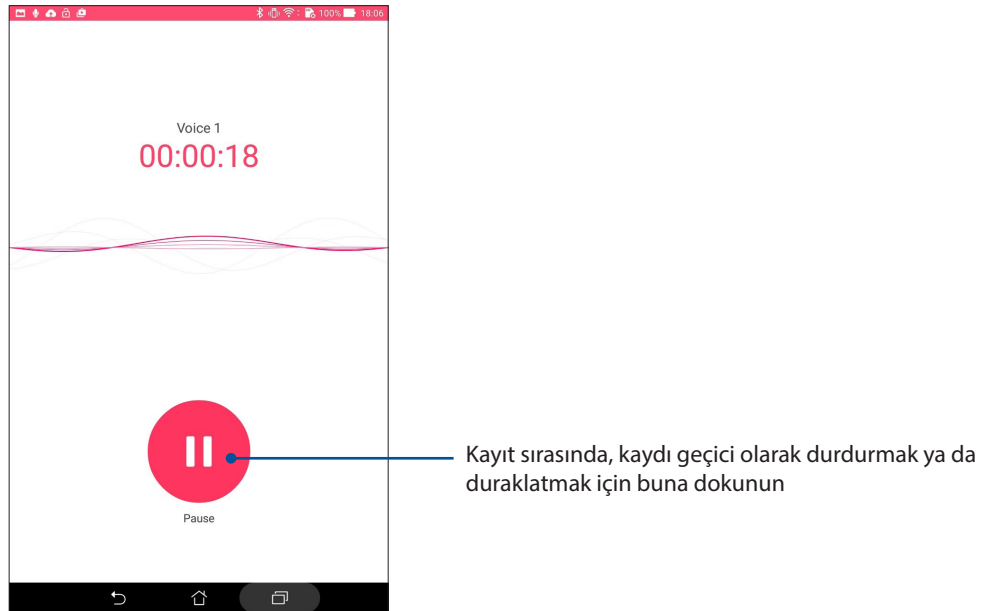 100% 18:06
Voice 1
00:00:18
Kayıt sırasında, kaydı geçici olarak durdurmak ya da
duraklatmak için buna dokunun
Pause